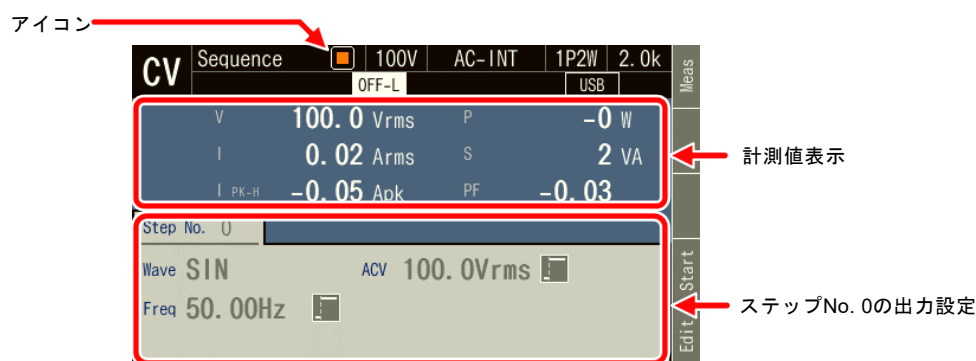 アイコン
CV Sequence 100V AC-INT 1P2W 2.0k
OFF-L USB
Meas
V 100.0 Vrms P -0 W
I 0.02 Arms S 2 VA
I PK-H -0.05 Apk PF -0.03
計測値表示
Step No. 0
Wave SIN ACV 100.0Vrms
Freq 50.00Hz
Start
Edit
ステップNo.0の出力設定